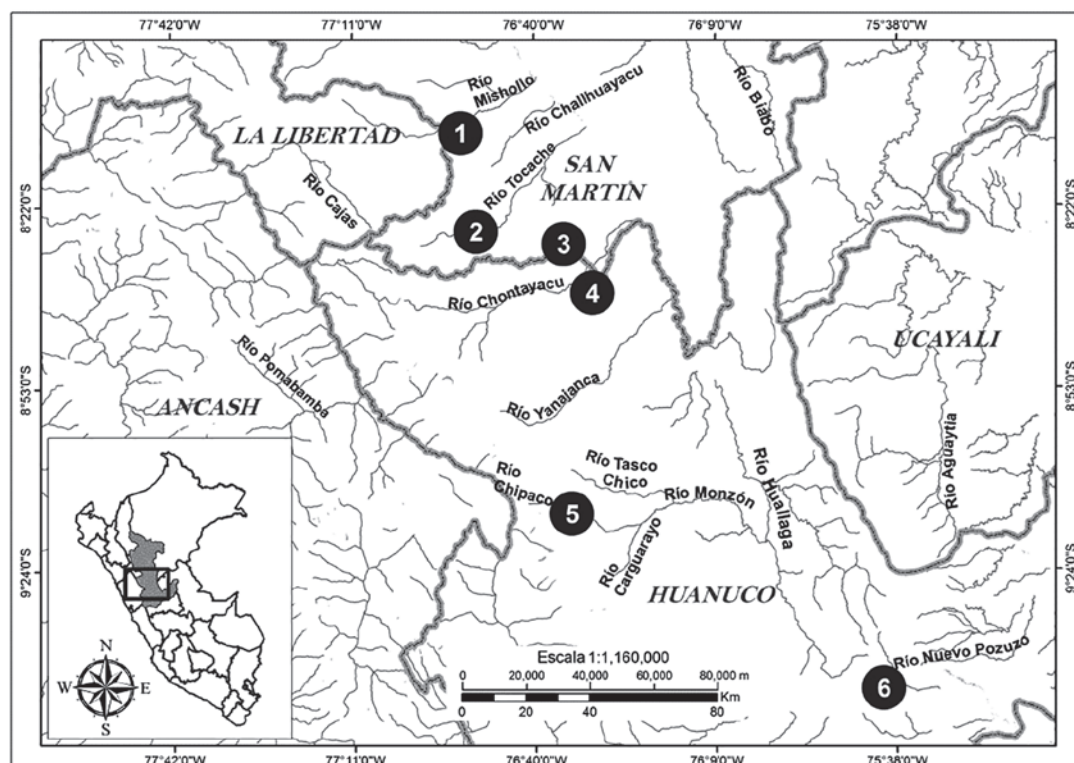 77°42'0"W 77°11'0"W 76°40'0"W 76°9'0"W 75°38'0"W
Río
Mishollo
Río Challhuayacu
Río Biabo
1
LA LIBERTAD
SAN
MARTIN
Río Tocache
Río Cajas
8°22'0"S
8°22'0"S
2
3
4
Río Chontayacu
UCAYALI
Río Pomabamba
ANCASH
Río Yanajanca
8°53'0"S
8°53'0"S
Río Aguaytia
Río
Chipaco
Río Tasco
Chico
Río Monzón
Río Huallaga
5
Río
Carguarayo
9°24'0"S
9°24'0"S
HUANUCO
Río Nuevo Pozuzo
6
N
W E
S
Escala 1:1,160,000
0 20,000 40,000 60,000 80,000 m
Km
0 20 40 80
77°42'0"W 77°11'0"W 76°40'0"W 76°9'0"W 75°38'0"W